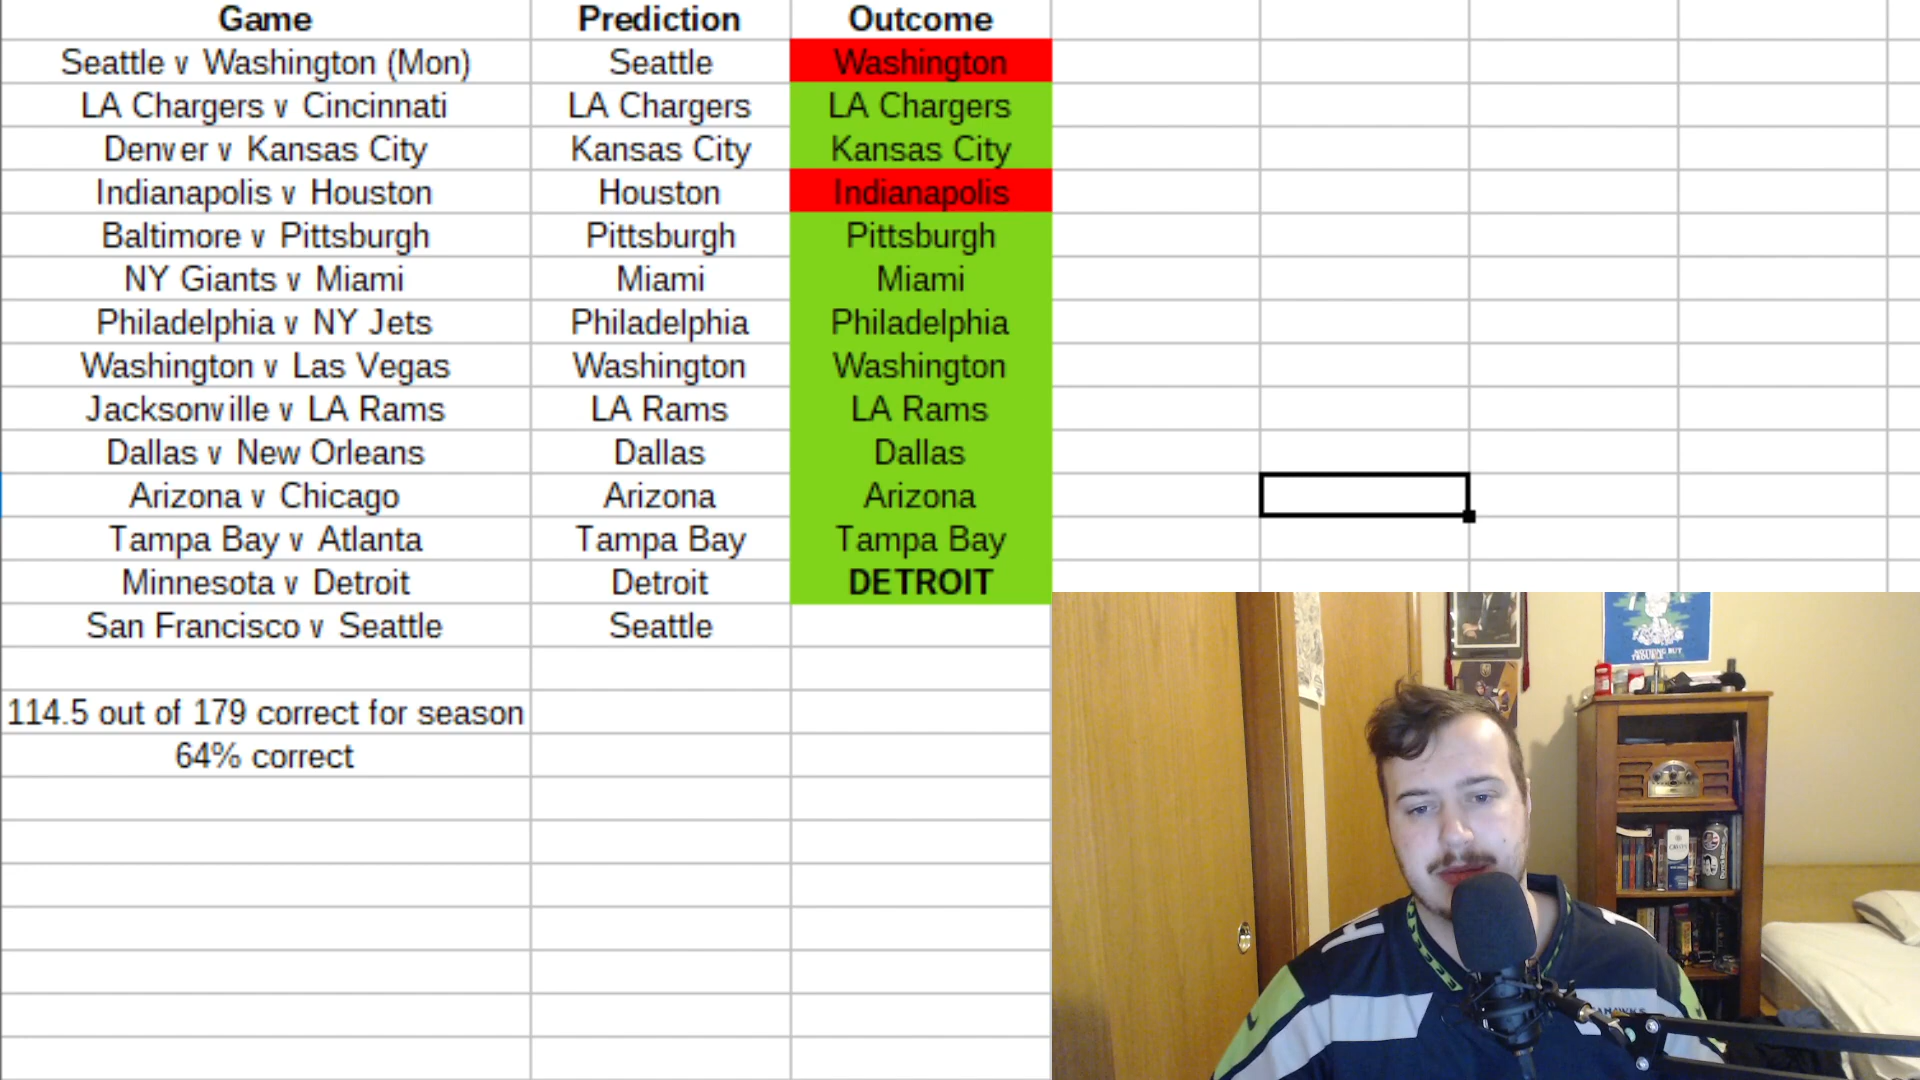 Game Prediction Outcome
Seattle v Washington (Mon) Seattle Washington
LA Chargers v Cincinnati LA Chargers LA Chargers
Denver v Kansas City Kansas City Kansas City
Indianapolis v Houston Houston Indianapolis
Baltimore v Pittsburgh Pittsburgh Pittsburgh
NY Giants v Miami Miami Miami
Philadelphia v NY Jets Philadelphia Philadelphia
Washington v Las Vegas Washington Washington
Jacksonville v LA Rams LA Rams LA Rams
Dallas v New Orleans Dallas Dallas
Arizona v Chicago Arizona Arizona
Tampa Bay v Atlanta Tampa Bay Tampa Bay
Minnesota v Detroit Detroit DETROIT
San Francisco v Seattle Seattle
114.5 out of 179 correct for season
64% correct
NOTHING BUT
TROUBLE